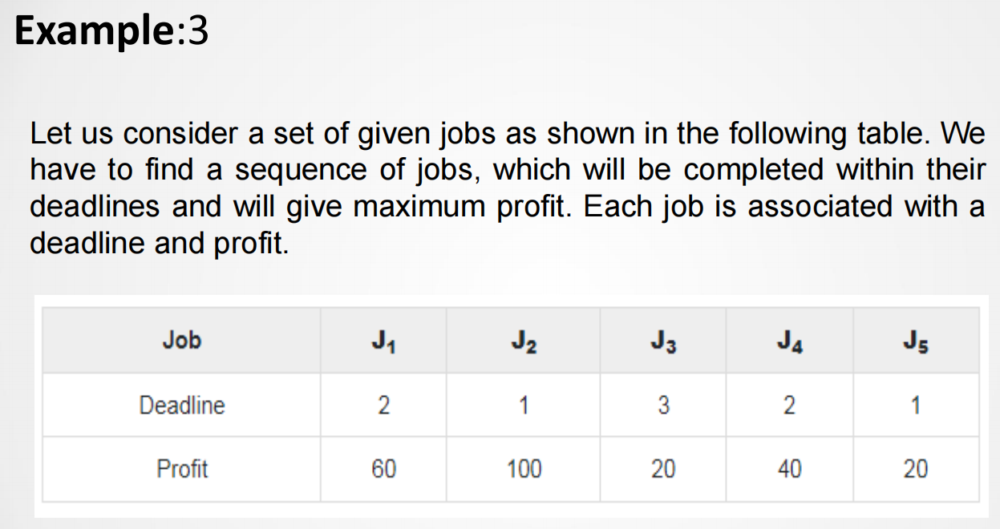 Example:3
Let us consider a set of given jobs as shown in the following table. We
have to find a sequence of jobs, which will be completed within their
deadlines and will give maximum profit. Each job is associated with a
deadline and profit.
Job J₁ J₂ J₃ J₄ J₅
Deadline 2 1 3 2 1
Profit 60 100 20 40 20